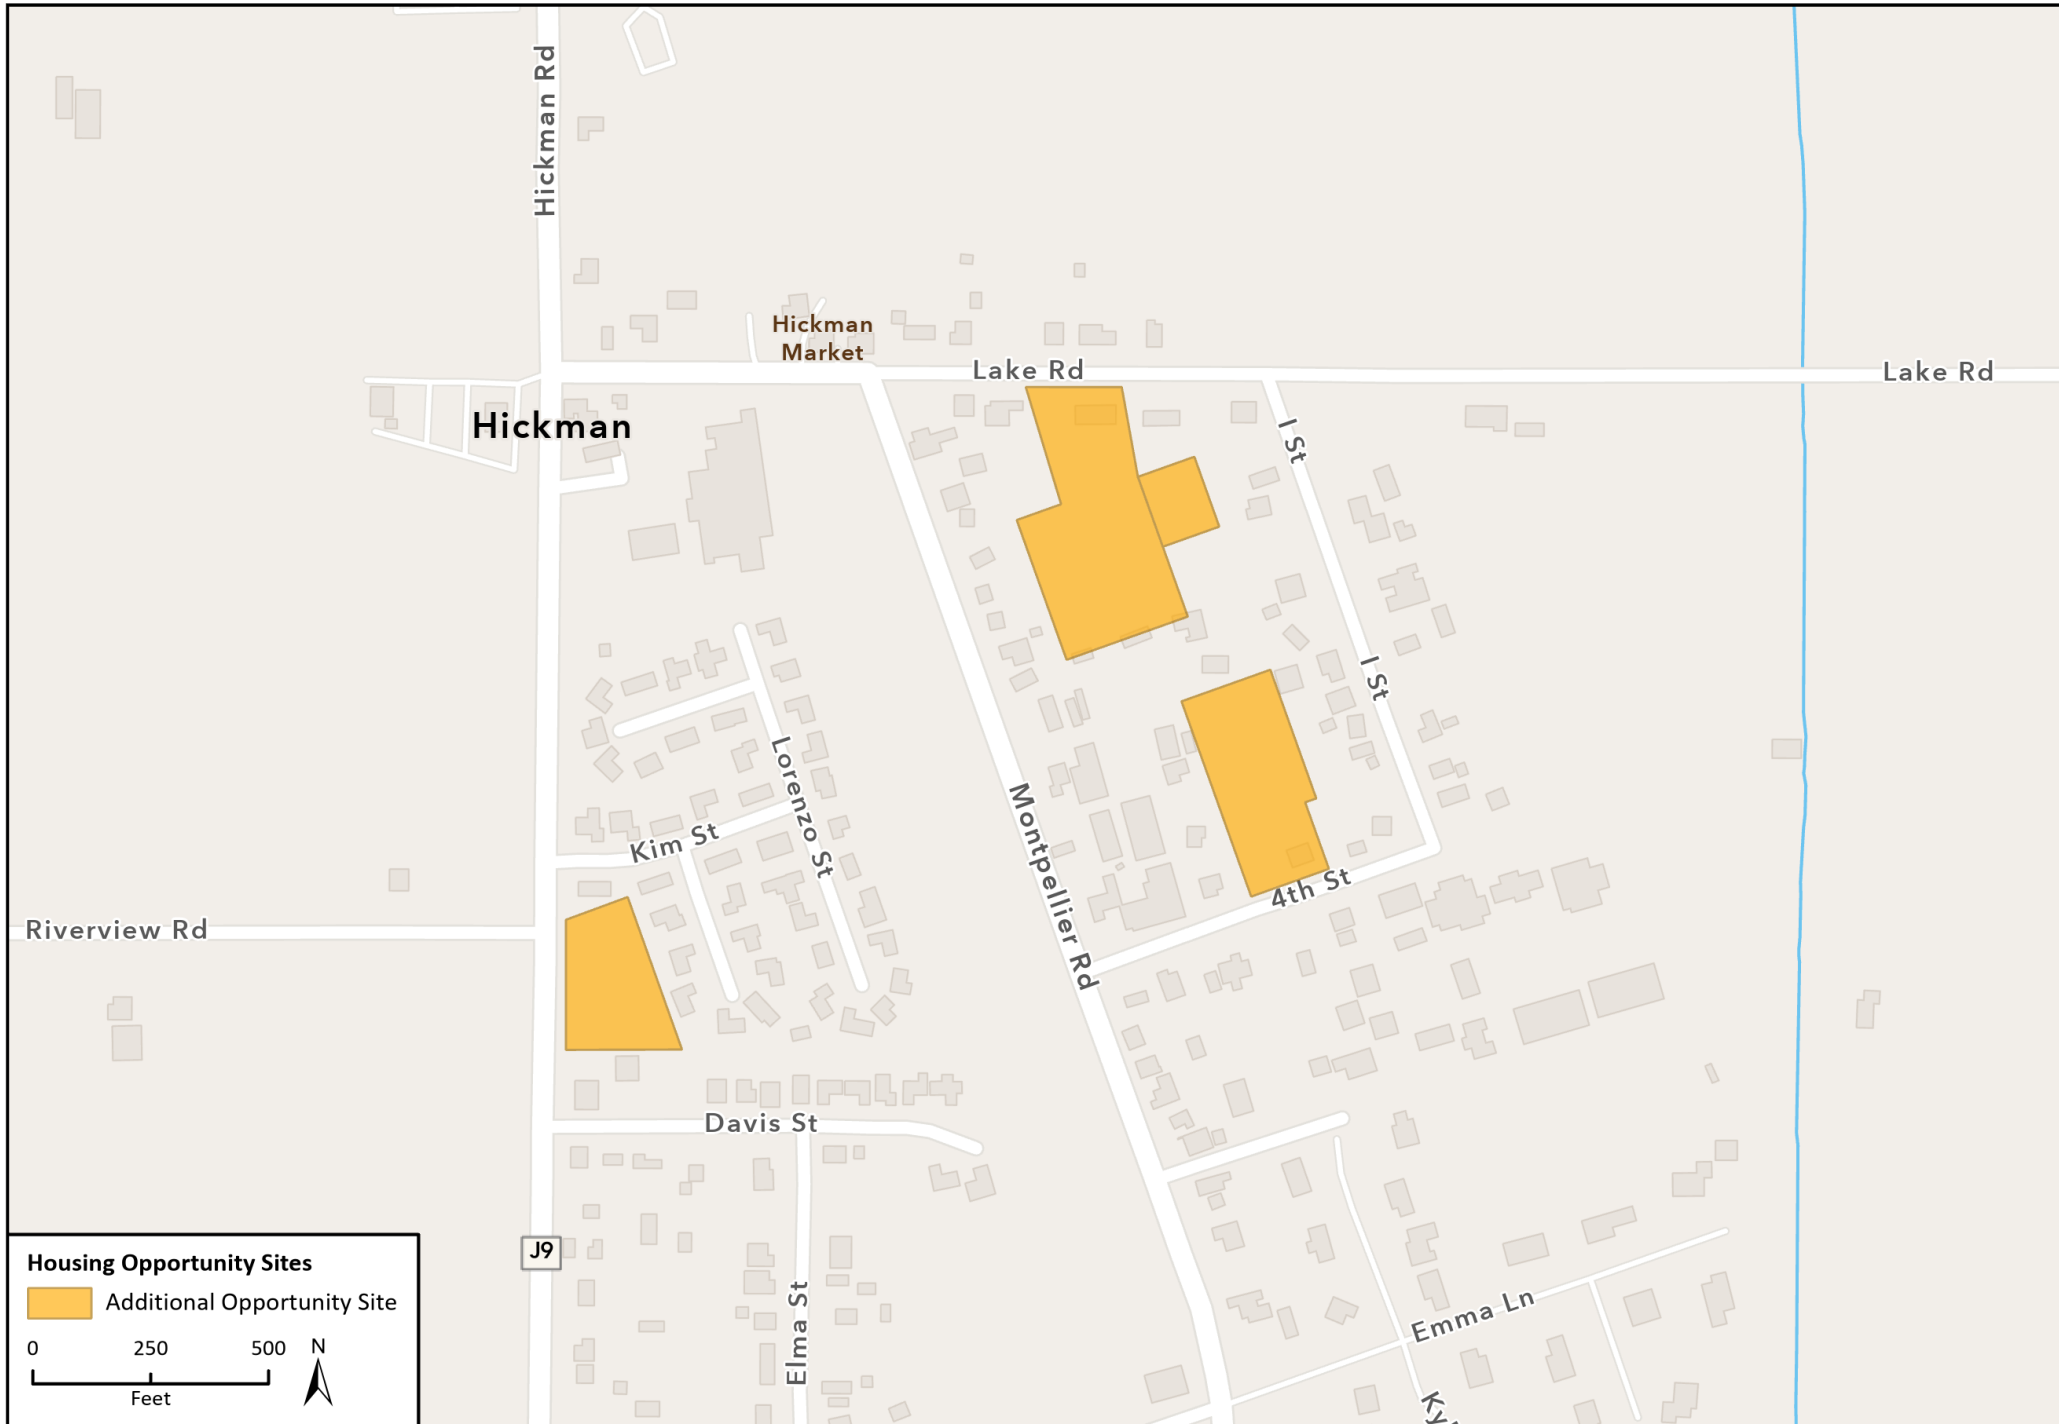 Hickman Rd
Hickman
Market
Lake Rd
Lake Rd
Hickman
I St
I St
Lorenzo St
Kim St
Montpellier Rd
4th St
Riverview Rd
Davis St
J9
Elma St
Emma Ln
Housing Opportunity Sites
Additional Opportunity Site
0 250 500 N
Feet